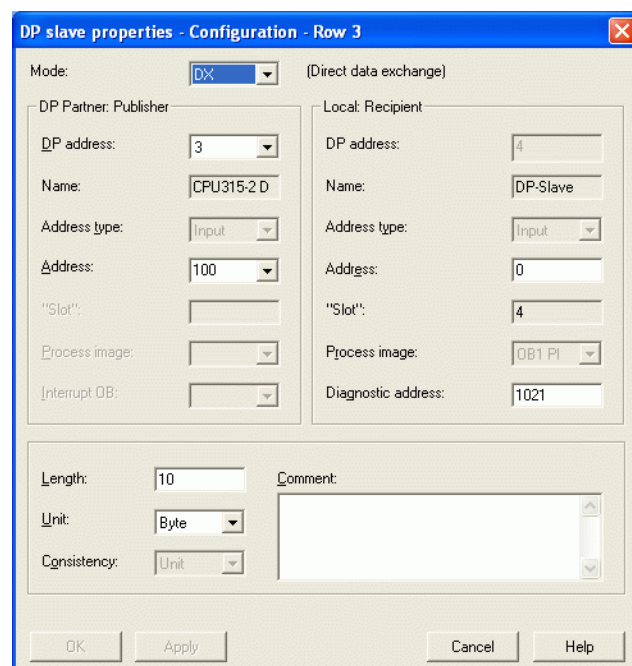 DP slave properties - Configuration - Row 3
Mode: DX (Direct data exchange)
DP Partner: Publisher
DP address: 3
Name: CPU315-2 D
Address type: Input
Address: 100
"Slot":
Process image:
Interrupt OB:
Local: Recipient
DP address: 4
Name: DP-Slave
Address type: Input
Address: 0
"Slot": 4
Process image: OB1 PI
Diagnostic address: 1021
Length: 10
Unit: Byte
Consistency: Unit
Comment:
OK Apply Cancel Help